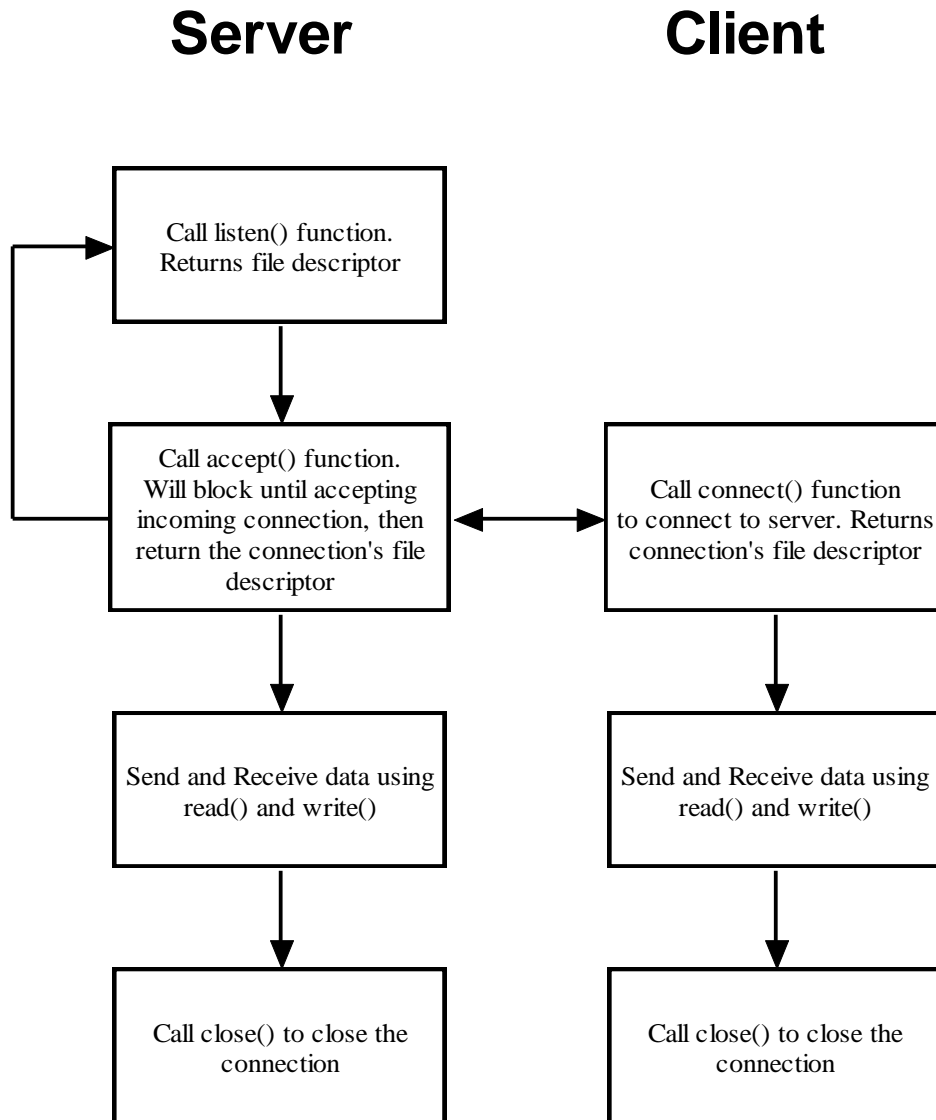 Server
Client
Call listen() function.
Returns file descriptor
Call accept() function.
Will block until accepting
incoming connection, then
return the connection's file
descriptor
Call connect() function
to connect to server. Returns
connection's file descriptor
Send and Receive data using
read() and write()
Send and Receive data using
read() and write()
Call close() to close the
connection
Call close() to close the
connection